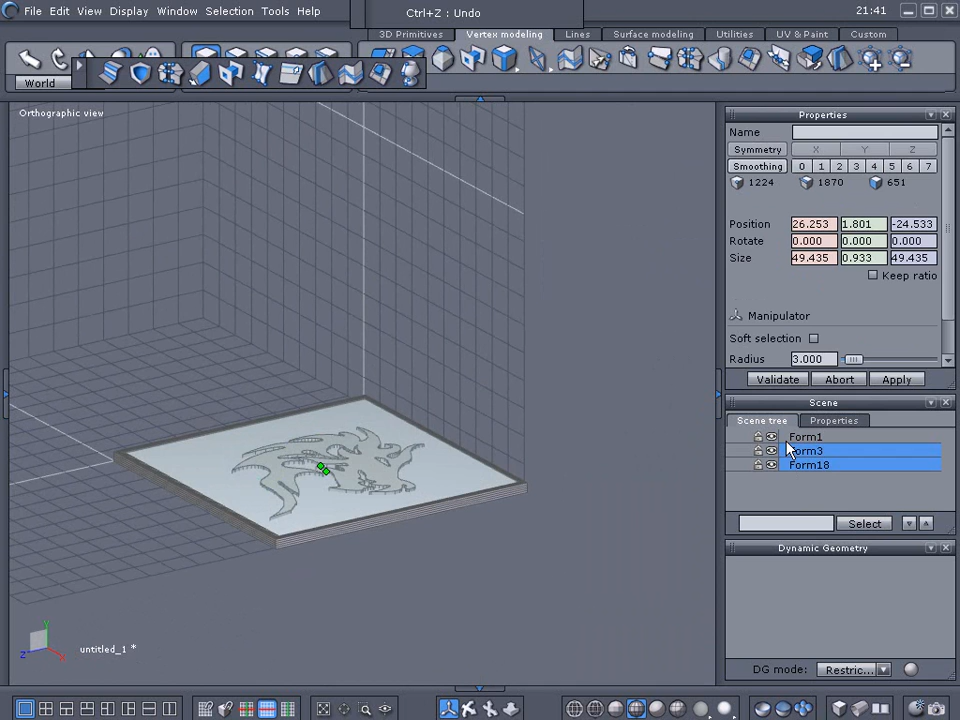 File Edit View Display Window Selection Tools Help
Ctrl+Z : Undo
21:41
3D Primitives Vertex modeling Lines Surface modeling Utilities UV & Paint Custom
World
Orthographic view
Properties
Name
Symmetry X Y Z
Smoothing 0 1 2 3 4 5 6 7
1224 1870 651
Position 26.253 1.801 -24.533
Rotate 0.000 0.000 0.000
Size 49.435 0.933 49.435
Keep ratio
Manipulator
Soft selection
Radius 3.000
Validate Abort Apply
Scene
Scene tree Properties
Form1
Form3
Form18
Select
Dynamic Geometry
DG mode: Restric...
Y
Z X
untitled_1 *